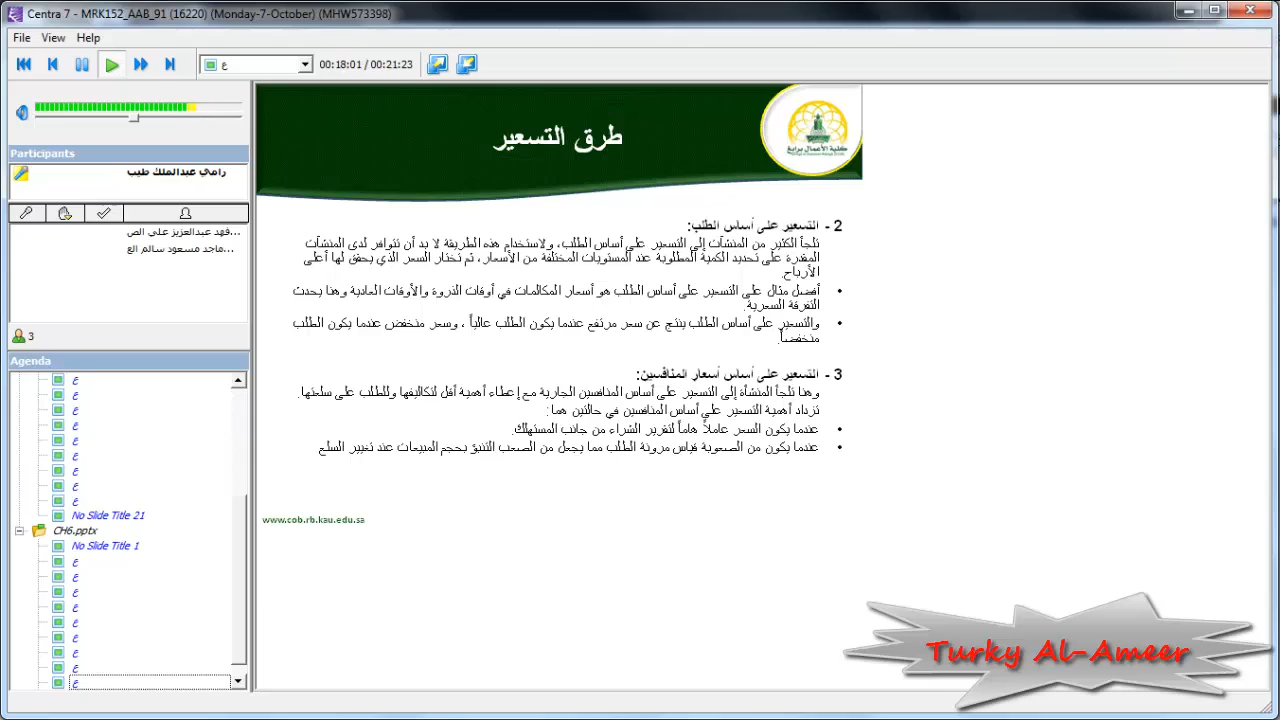 Centra 7 - MRK152_AAB_91 (16220) (Monday-7-October) (MHW573398)
File View Help
ع 00:18:01 / 00:21:23
Participants
رامي عبدالملك طيب
فهد عبدالعزيز على الص...
ماجد مسعود سالم الع...
3
Agenda
ع
ع
ع
ع
ع
ع
ع
ع
ع
No Slide Title 21
CH6.pptx
No Slide Title 1
ع
ع
ع
ع
ع
ع
ع
ع
ع
طرق التسعير
كلية الأعمال برابغ
2 - التسعير على أساس الطلب:
تلجأ الكثير من المنشآت إلى التسعير على أساس الطلب، ولاستخدام هذه الطريقة لا بد أن تتوافر لدى المنشآت
المقدرة على تحديد الكمية المطلوبة عند المستويات المختلفة من الأسعار، ثم تختار السعر الذي يحقق لها أعلى
الأرباح.
• أفضل مثال على التسعير على أساس الطلب هو أسعار المكالمات في أوقات الذروة والأوقات العادية وهنا يحدث
التفرقة السعرية.
• والتسعير على أساس الطلب ينتج عن سعر مرتفع عندما يكون الطلب عالياً ، وسعر منخفض عندما يكون الطلب
منخفضاً.
3 - التسعير على أساس أسعار المنافسين:
وهنا تلجأ المنشأة إلى التسعير على أساس المنافسين الجارية مع إعطاء أهمية أقل لتكاليفها وللطلب على سلعتها.
تزداد أهمية التسعير على أساس المنافسين في حالتين هما:
• عندما يكون السعر عاملاً هاماً لتقرير الشراء من جانب المستهلك.
• عندما يكون من الصعوبة قياس مرونة الطلب مما يجعل من الصعب التنبؤ بحجم المبيعات عند تغيير السلع
www.cob.rb.kau.edu.sa
Turky Al-Ameer